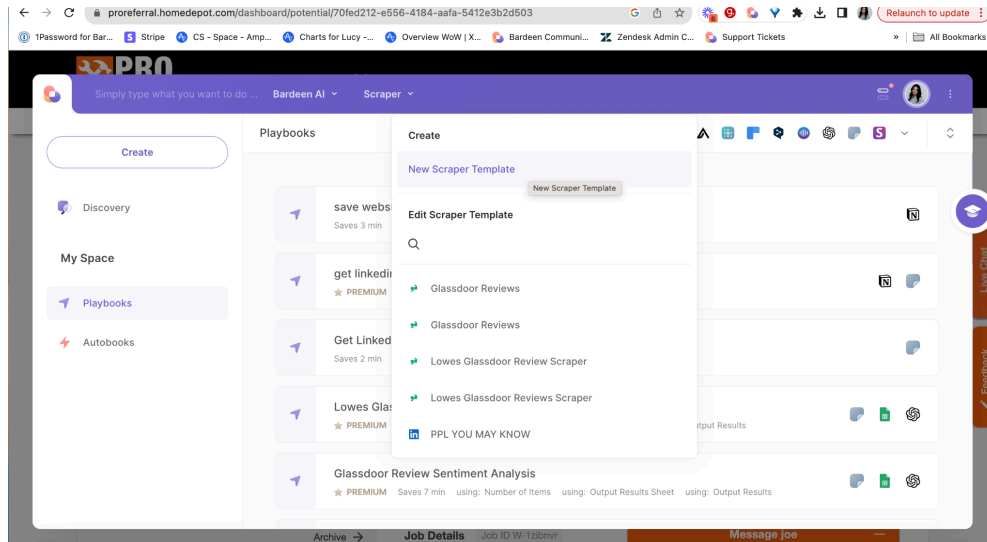 proreferral.homedepot.com/dashboard/potential/70fed212-e556-4184-aafa-5412e3b2d503
Relaunch to update
1Password for Bar...
Stripe
CS - Space - Amp...
Charts for Lucy -...
Overview WoW | X...
Bardeen Communi...
Zendesk Admin C...
Support Tickets
»
All Bookmarks
PRO
Simply type what you want to do ...
Bardeen AI
Scraper
Create
Discovery
My Space
Playbooks
Autobooks
Playbooks
Create
New Scraper Template
New Scraper Template
Edit Scraper Template
Glassdoor Reviews
Glassdoor Reviews
Lowes Glassdoor Review Scraper
Lowes Glassdoor Reviews Scraper
PPL YOU MAY KNOW
save webs
Saves 3 min
get linkedin
PREMIUM
Get Linked
Saves 2 min
Lowes Glas
PREMIUM
Output Results
Glassdoor Review Sentiment Analysis
PREMIUM Saves 7 min using: Number of Items using: Output Results Sheet using: Output Results
Live Chat
Feedback
Archive →
Job Details Job ID W-1zibnvr
Message joe